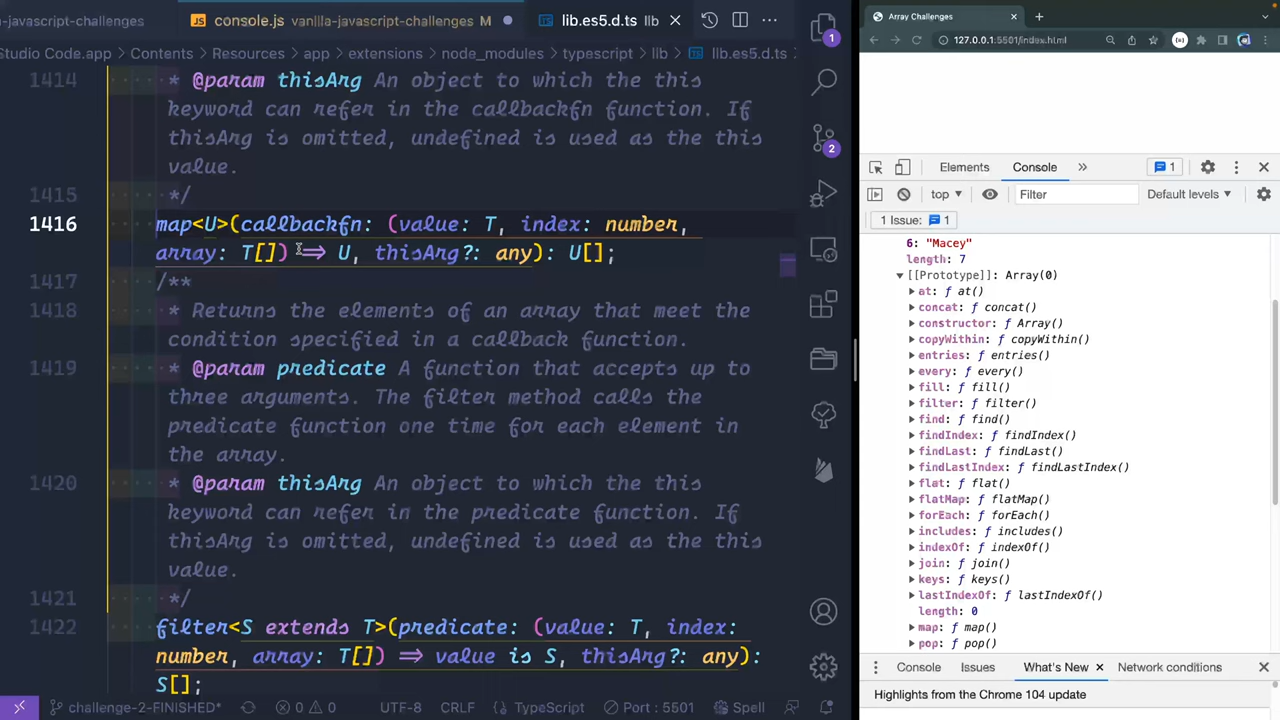 console.js vanilla-javascript-challenges M lib.es5.d.ts lib
Studio Code.app › Contents › Resources › app › extensions › node_modules › typescript › lib › lib.es5.d.ts
1414 * @param thisArg An object to which the this
keyword can refer in the callbackfn function. If
thisArg is omitted, undefined is used as the this
value.
1415 */
1416 map<U>(callbackfn: (value: T, index: number,
array: T[]) => U, thisArg?: any): U[];
1417 /**
1418 * Returns the elements of an array that meet the
condition specified in a callback function.
1419 * @param predicate A function that accepts up to
three arguments. The filter method calls the
predicate function one time for each element in
the array.
1420 * @param thisArg An object to which the this
keyword can refer in the predicate function. If
thisArg is omitted, undefined is used as the this
value.
1421 */
1422 filter<S extends T>(predicate: (value: T, index:
number, array: T[]) => value is S, thisArg?: any):
S[];
challenge-2-FINISHED* 0 0 UTF-8 CRLF {} TypeScript Port : 5501 Spell
1
2
Array Challenges
127.0.0.1:5501/index.html
Elements Console » 1
top Filter Default levels
1 Issue: 1
6: "Macey"
length: 7
[[Prototype]]: Array(0)
at: ƒ at()
concat: ƒ concat()
constructor: ƒ Array()
copyWithin: ƒ copyWithin()
entries: ƒ entries()
every: ƒ every()
fill: ƒ fill()
filter: ƒ filter()
find: ƒ find()
findIndex: ƒ findIndex()
findLast: ƒ findLast()
findLastIndex: ƒ findLastIndex()
flat: ƒ flat()
flatMap: ƒ flatMap()
forEach: ƒ forEach()
includes: ƒ includes()
indexOf: ƒ indexOf()
join: ƒ join()
keys: ƒ keys()
lastIndexOf: ƒ lastIndexOf()
length: 0
map: ƒ map()
pop: ƒ pop()
Console Issues What's New Network conditions
Highlights from the Chrome 104 update